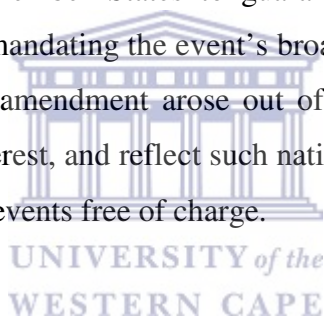 mandating the event's broa
amendment arose out of
erest, and reflect such nati
events free of charge.
UNIVERSITY of the
WESTERN CAPE